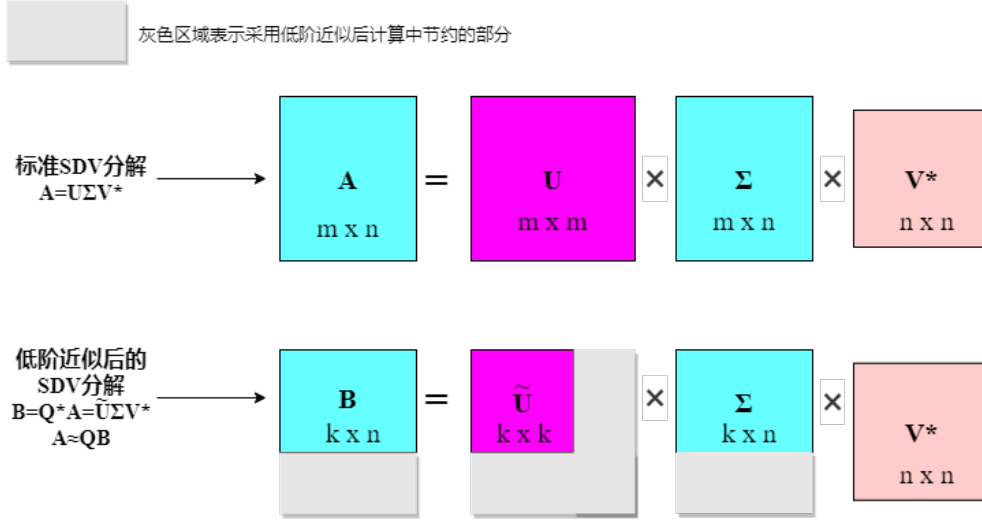 灰色区域表示采用低阶近似后计算中节约的部分
标准SDV分解
A=UΣV*
A
m x n
=
U
m x m
×
Σ
m x n
×
V*
n x n
低阶近似后的
SDV分解
B=Q*A=ŨΣV*
A≈QB
B
k x n
=
Ũ
k x k
×
Σ
k x n
×
V*
n x n